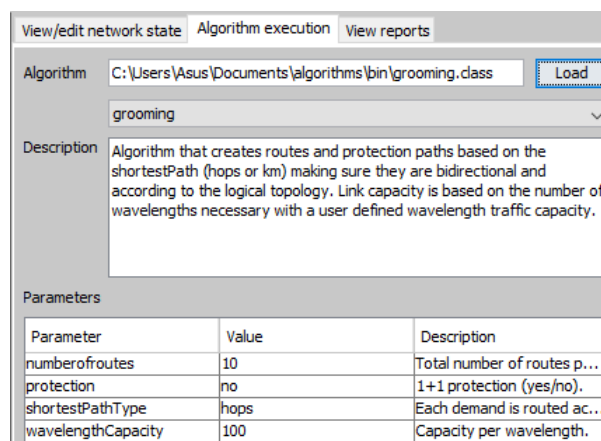 View/edit network state Algorithm execution View reports
Algorithm C:\Users\Asus\Documents\algorithms\bin\grooming.class Load
grooming
Description Algorithm that creates routes and protection paths based on the
shortestPath (hops or km) making sure they are bidirectional and
according to the logical topology. Link capacity is based on the number of
wavelengths necessary with a user defined wavelength traffic capacity.
Parameters
Parameter Value Description
numberofroutes 10 Total number of routes p...
protection no 1+1 protection (yes/no).
shortestPathType hops Each demand is routed ac...
wavelengthCapacity 100 Capacity per wavelength.